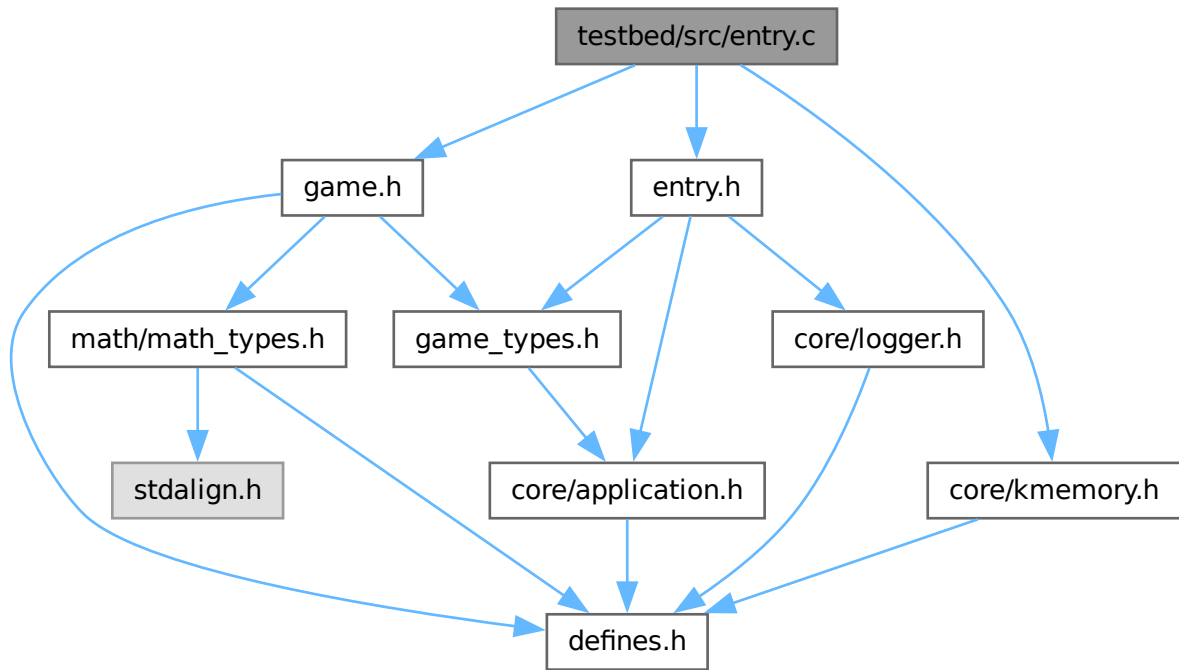 testbed/src/entry.c
game.h
entry.h
math/math_types.h
game_types.h
core/logger.h
stdalign.h
core/application.h
core/kmemory.h
defines.h